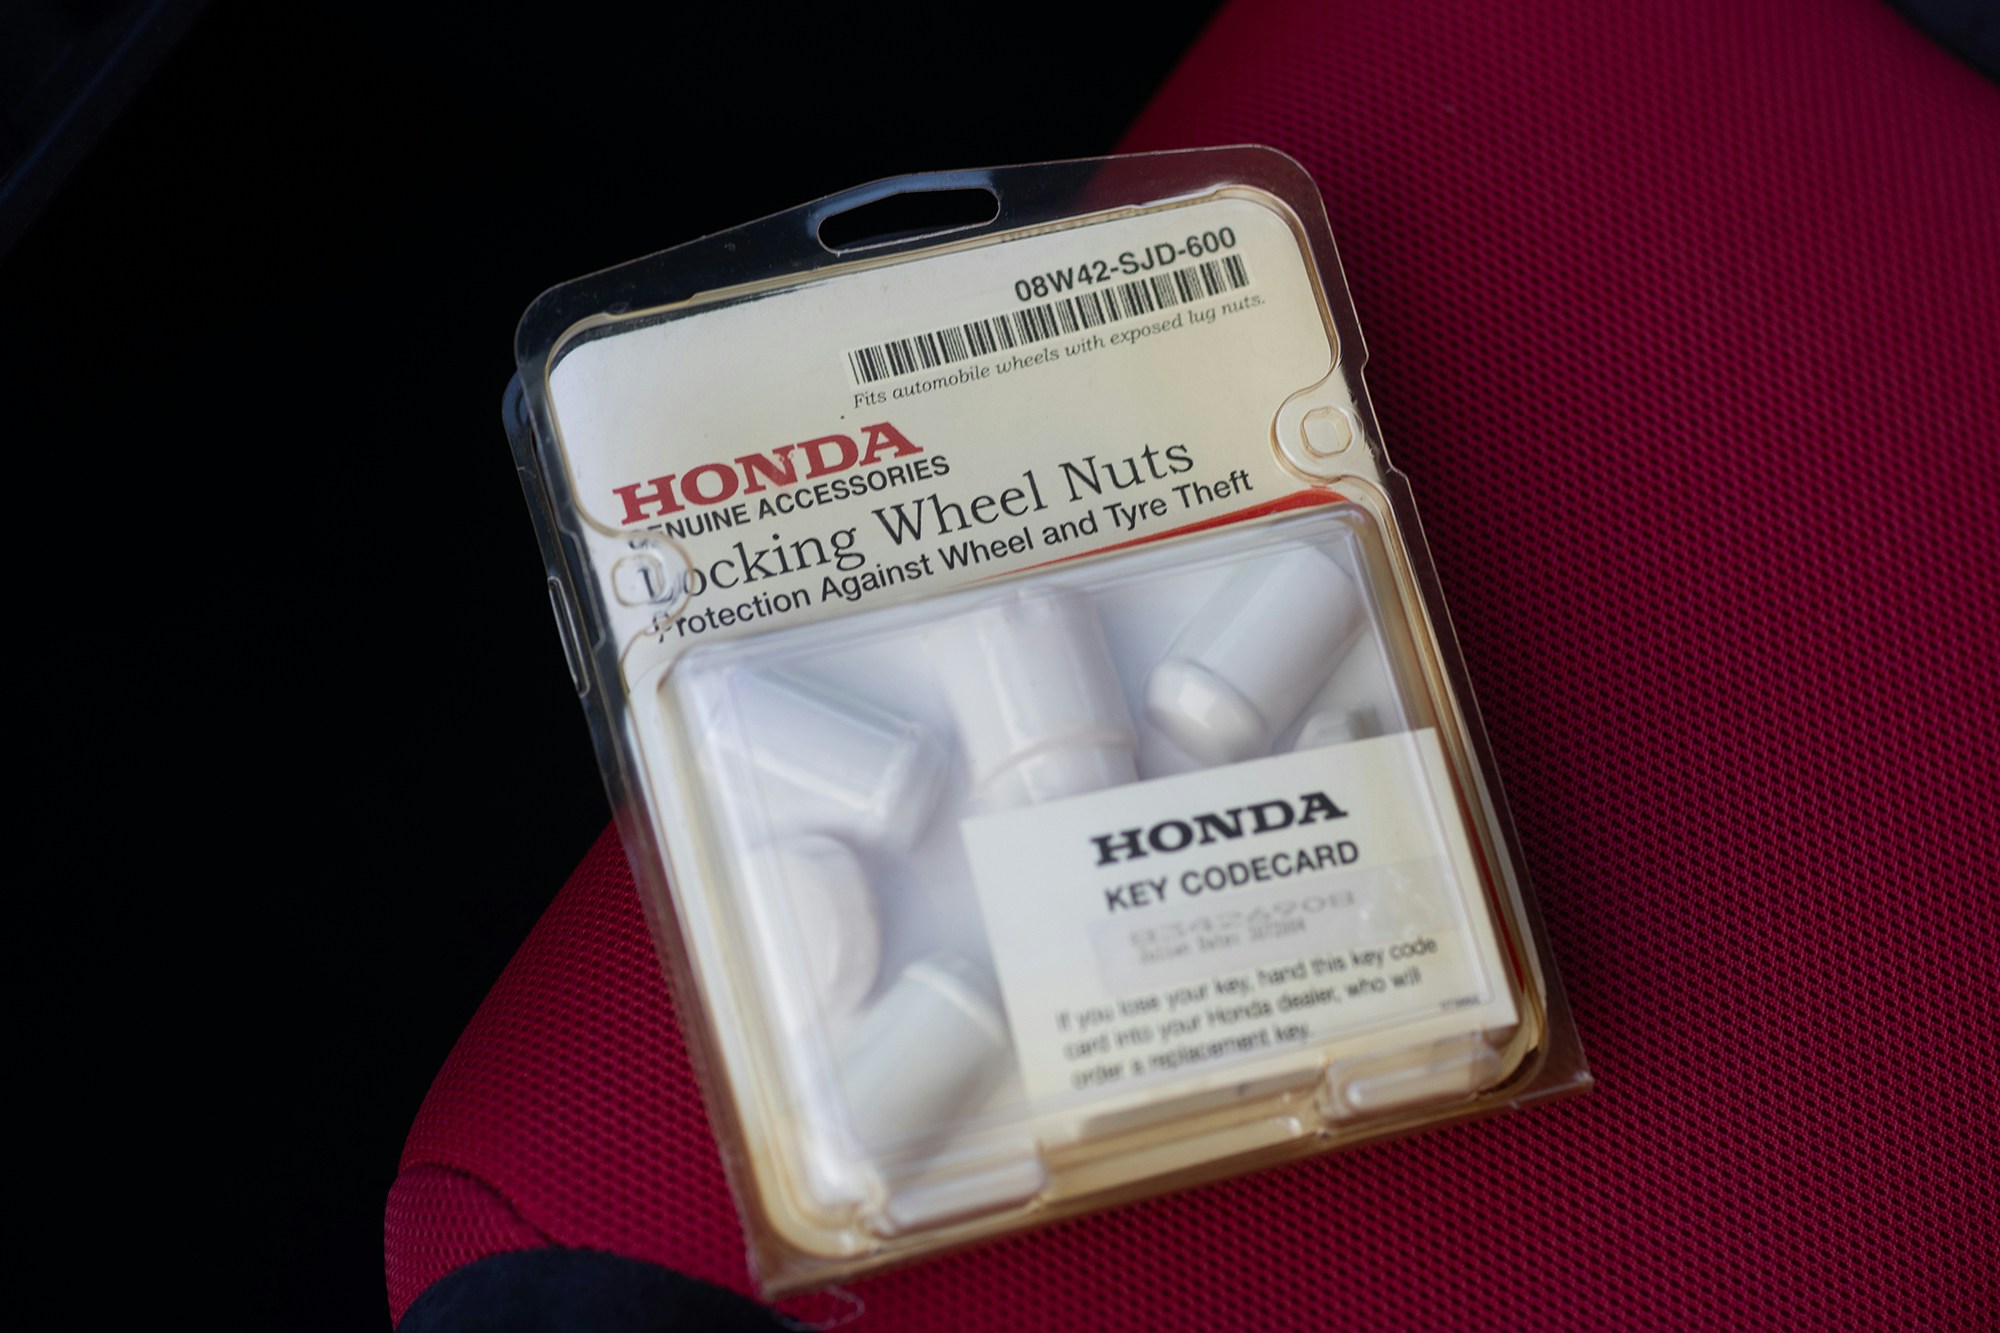 08W42-SJD-600
Fits automobile wheels with exposed lug nuts.
HONDA
GENUINE ACCESSORIES
Locking Wheel Nuts
Protection Against Wheel and Tyre Theft
HONDA
KEY CODECARD
If you lose your key, hand this key code
card into your Honda dealer, who will
order a replacement key.